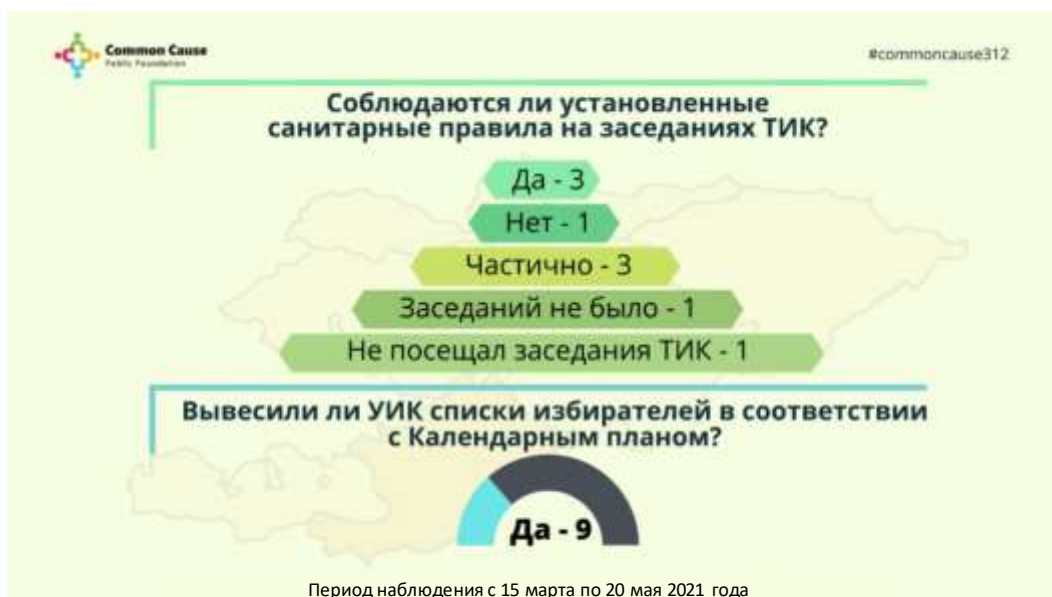 Common Cause
Public Foundation
#commoncause312
Соблюдаются ли установленные
санитарные правила на заседаниях ТИК?
Да - 3
Нет - 1
Частично - 3
Заседаний не было - 1
Не посещал заседания ТИК - 1
Вывесили ли УИК списки избирателей в соответствии
с Календарным планом?
Да - 9
Период наблюдения с 15 марта по 20 мая 2021 года